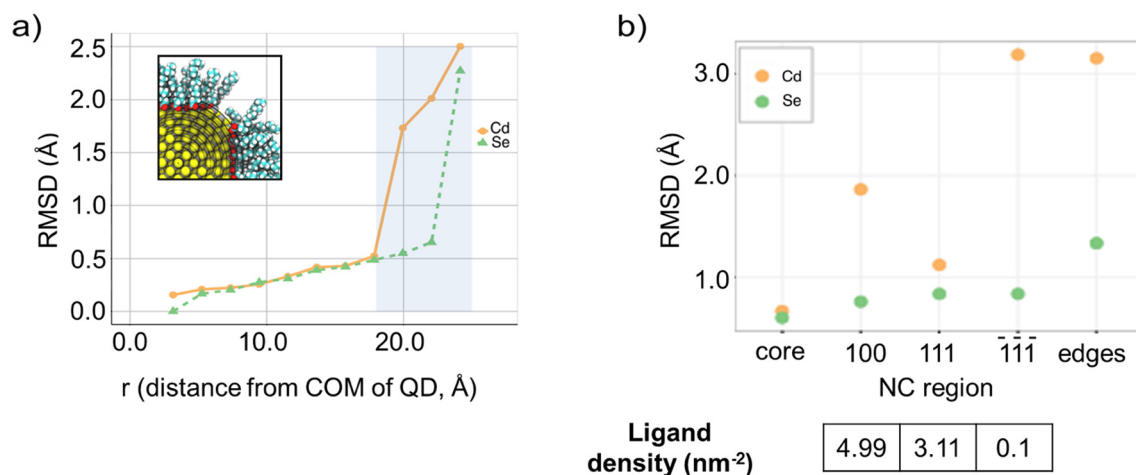 a)
RMSD (Å)
2.5
2.0
1.5
1.0
0.5
0.0
Cd
Se
0.0 10.0 20.0
r (distance from COM of QD, Å)
b)
RMSD (Å)
3.0
2.0
1.0
Cd
Se
core 100 111 1̅1̅1̅ edges
NC region
Ligand
density (nm⁻²)
4.99 3.11 0.1